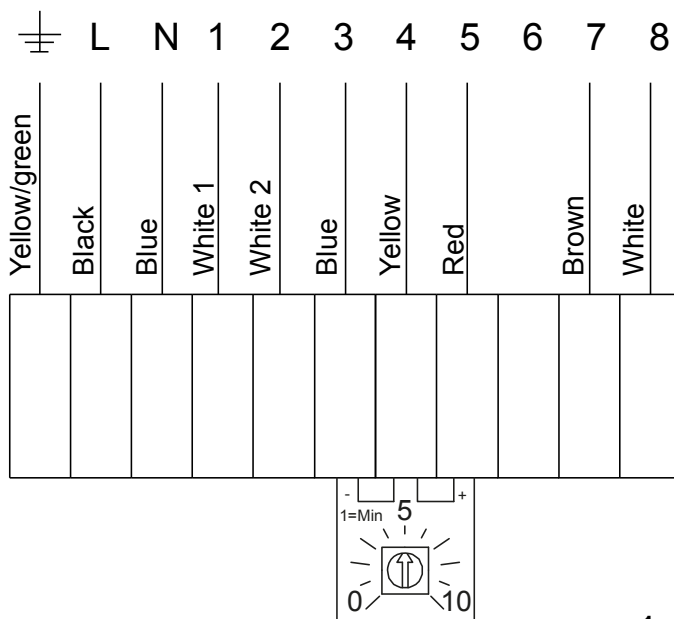 L N 1 2 3 4 5 6 7 8
Yellow/green
Black
Blue
White 1
White 2
Blue
Yellow
Red
Brown
White
- +
1=Min 5
0 10